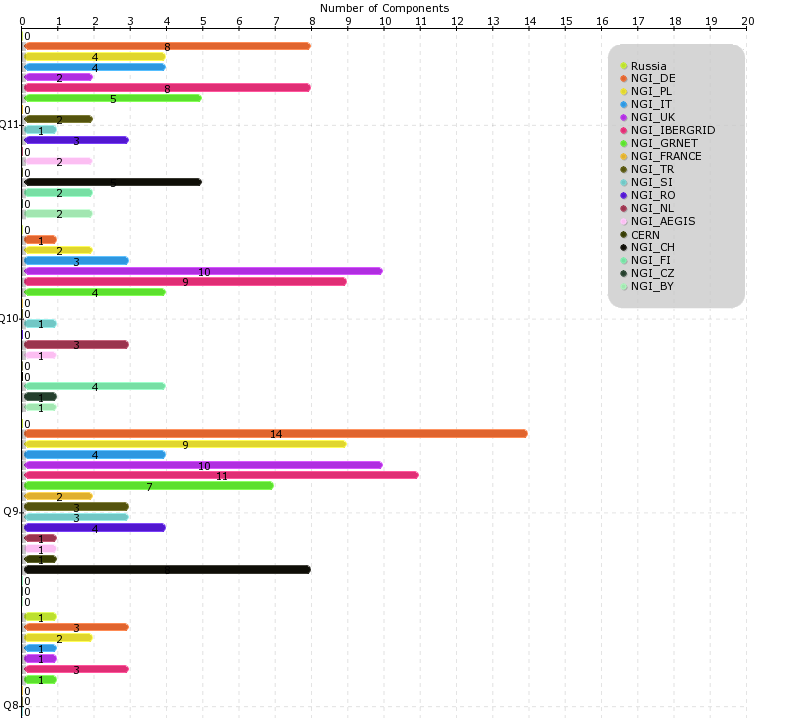 Number of Components
0 1 2 3 4 5 6 7 8 9 10 11 12 13 14 15 16 17 18 19 20
0
8
4
4
2
8
5
0
2
Q11
1
3
0
2
0
5
2
0
2
0
1
2
3
10
9
4
0
0
Q10
1
0
3
1
0
0
4
1
1
0
14
9
4
10
11
7
2
3
Q9
3
4
1
1
1
0
0
0
1
3
2
1
1
3
1
0
0
Q8
0
Russia
NGI_DE
NGI_PL
NGI_IT
NGI_UK
NGI_IBERGRID
NGI_GRNET
NGI_FRANCE
NGI_TR
NGI_SI
NGI_RO
NGI_NL
NGI_AEGIS
CERN
NGI_CH
NGI_FI
NGI_CZ
NGI_BY